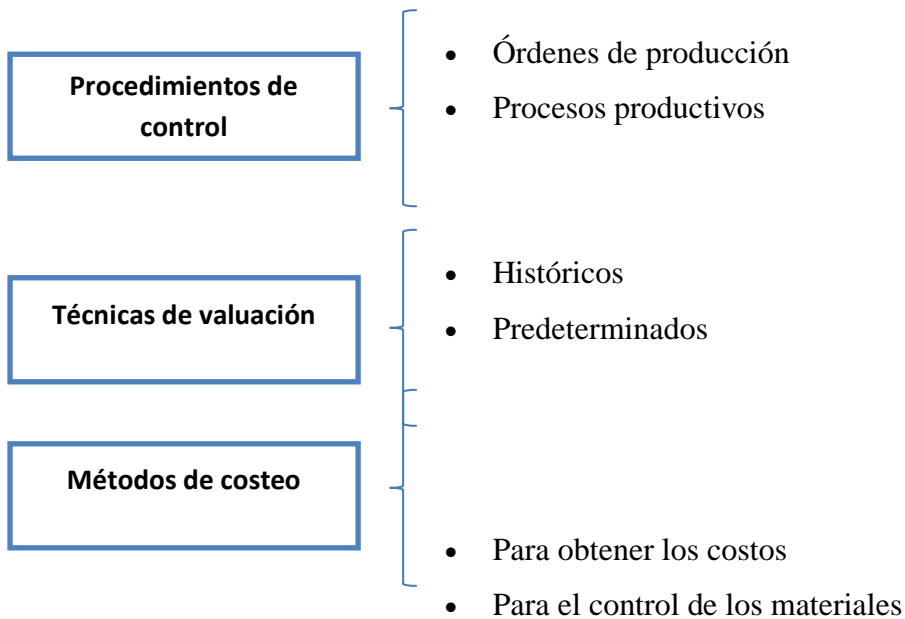 Procedimientos de
control
• Órdenes de producción
• Procesos productivos
Técnicas de valuación
• Históricos
• Predeterminados
Métodos de costeo
• Para obtener los costos
• Para el control de los materiales